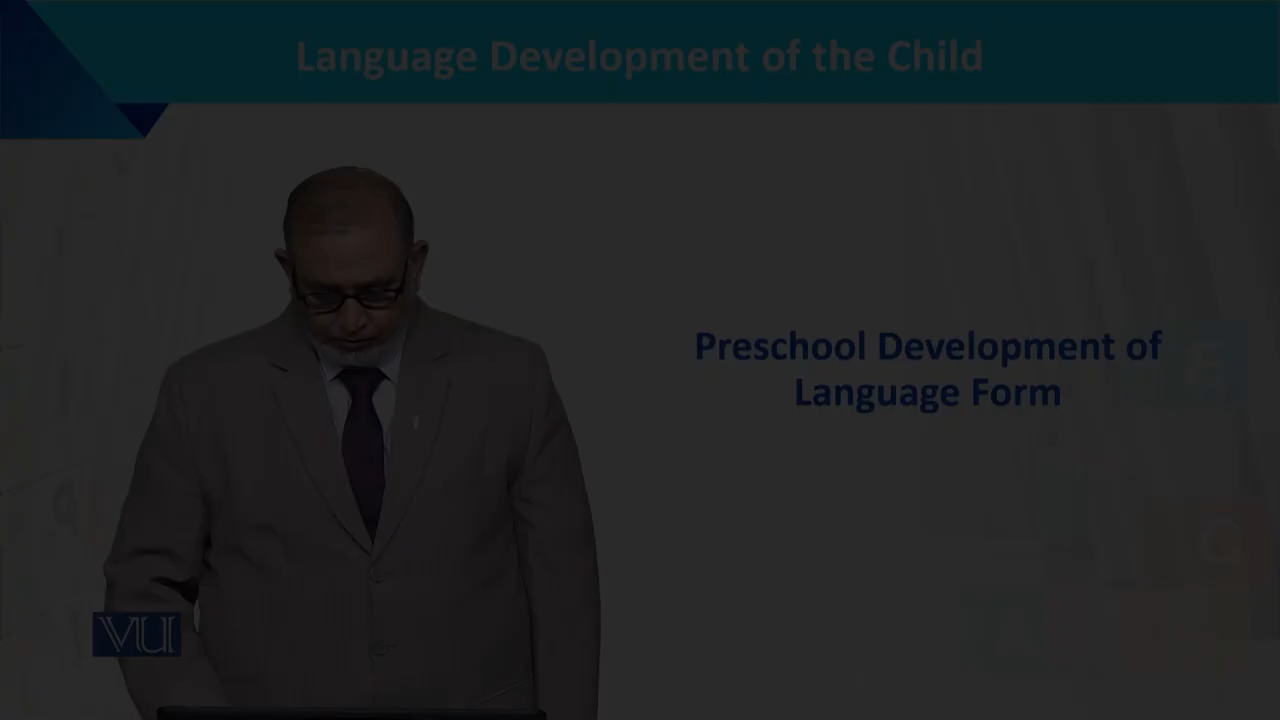 Language Development of the Child
Preschool Development of
Language Form
VU
E
C